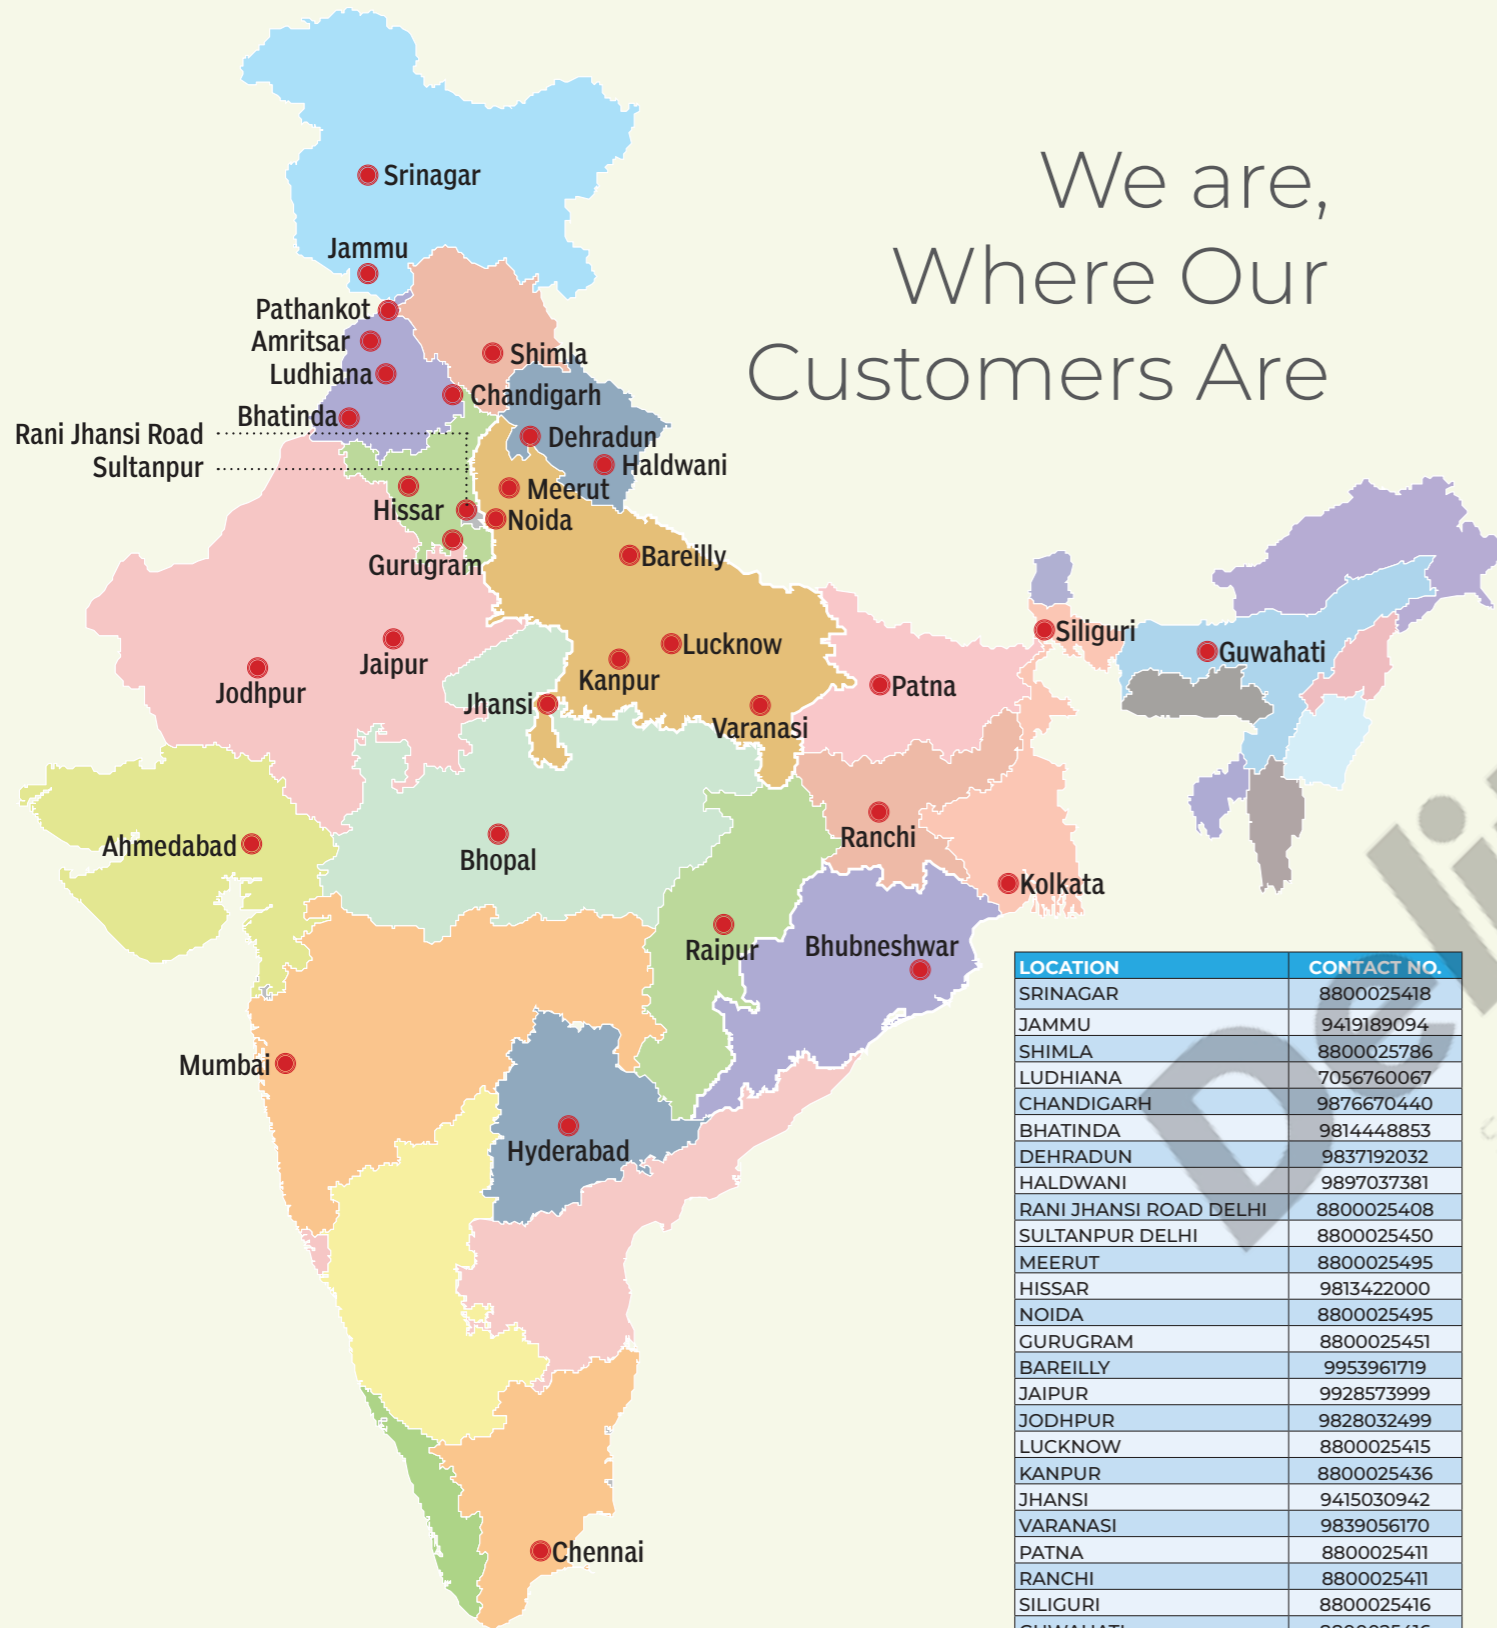 We are,
Where Our
Customers Are
Srinagar
Jammu
Pathankot
Amritsar
Ludhiana
Bhatinda
Rani Jhansi Road
Sultanpur
Shimla
Chandigarh
Dehradun
Haldwani
Meerut
Hissar
Noida
Gurugram
Bareilly
Jaipur
Jodhpur
Lucknow
Kanpur
Jhansi
Varanasi
Patna
Siliguri
Guwahati
Ahmedabad
Bhopal
Ranchi
Kolkata
Raipur
Bhubneshwar
Mumbai
Hyderabad
Chennai
LOCATION CONTACT NO.
SRINAGAR 8800025418
JAMMU 9419189094
SHIMLA 8800025786
LUDHIANA 7056760067
CHANDIGARH 9876670440
BHATINDA 9814448853
DEHRADUN 9837192032
HALDWANI 9897037381
RANI JHANSI ROAD DELHI 8800025408
SULTANPUR DELHI 8800025450
MEERUT 8800025495
HISSAR 9813422000
NOIDA 8800025495
GURUGRAM 8800025451
BAREILLY 9953961719
JAIPUR 9928573999
JODHPUR 9828032499
LUCKNOW 8800025415
KANPUR 8800025436
JHANSI 9415030942
VARANASI 9839056170
PATNA 8800025411
RANCHI 8800025411
SILIGURI 8800025416